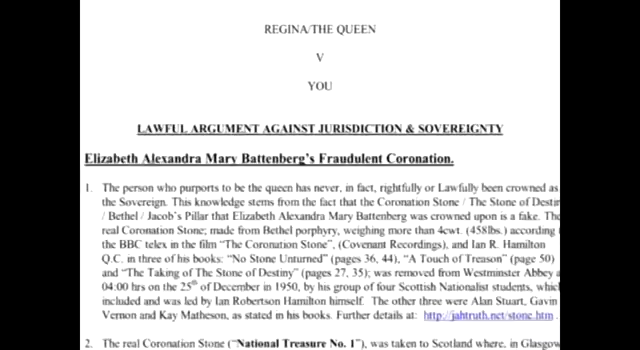 REGINA/THE QUEEN
V
YOU
LAWFUL ARGUMENT AGAINST JURISDICTION & SOVEREIGNTY
Elizabeth Alexandra Mary Battenberg's Fraudulent Coronation.
1. The person who purports to be the queen has never, in fact, rightfully or Lawfully been crowned as
the Sovereign. This knowledge stems from the fact that the Coronation Stone / The Stone of Destin
/ Bethel / Jacob's Pillar that Elizabeth Alexandra Mary Battenberg was crowned upon is a fake. The
real Coronation Stone; made from Bethel porphyry, weighing more than 4cwt. (458lbs.) according
the BBC telex in the film "The Coronation Stone", (Covenant Recordings), and Ian R. Hamilton
Q.C. in three of his books: "No Stone Unturned" (pages 36, 44), "A Touch of Treason" (page 50)
and "The Taking of The Stone of Destiny" (pages 27, 35); was removed from Westminster Abbey a
04:00 hrs on the 25th of December in 1950, by his group of four Scottish Nationalist students, whic
included and was led by Ian Robertson Hamilton himself. The other three were Alan Stuart, Gavin
Vernon and Kay Matheson, as stated in his books. Further details at: http://jahtruth.net/stone.htm .
2. The real Coronation Stone ("National Treasure No. 1"), was taken to Scotland where, in Glasgow